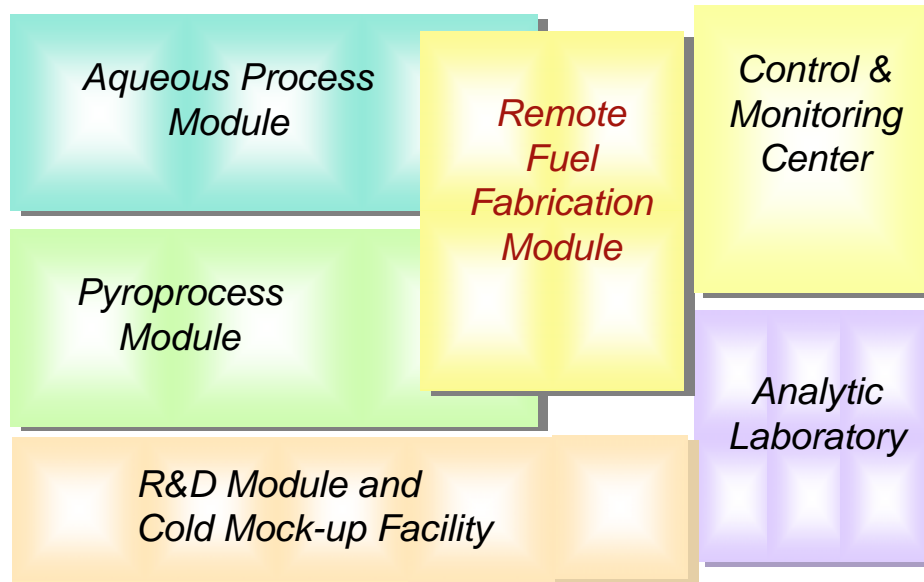 Aqueous Process
Module
Remote
Fuel
Fabrication
Module
Control &
Monitoring
Center
Pyroprocess
Module
Analytic
Laboratory
R&D Module and
Cold Mock-up Facility